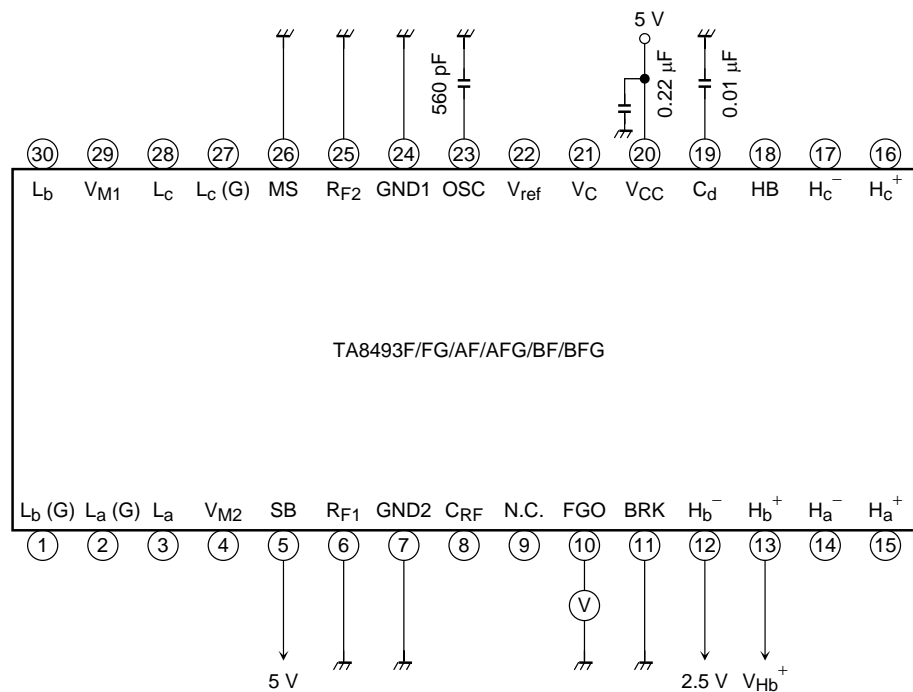 5 V
560 pF
0.22 μF
0.01 μF
30 29 28 27 26 25 24 23 22 21 20 19 18 17 16
Lb VM1 Lc Lc (G) MS RF2 GND1 OSC Vref VC VCC Cd HB Hc− Hc+
TA8493F/FG/AF/AFG/BF/BFG
Lb (G) La (G) La VM2 SB RF1 GND2 CRF N.C. FGO BRK Hb− Hb+ Ha− Ha+
1 2 3 4 5 6 7 8 9 10 11 12 13 14 15
V
5 V 2.5 V VHb+